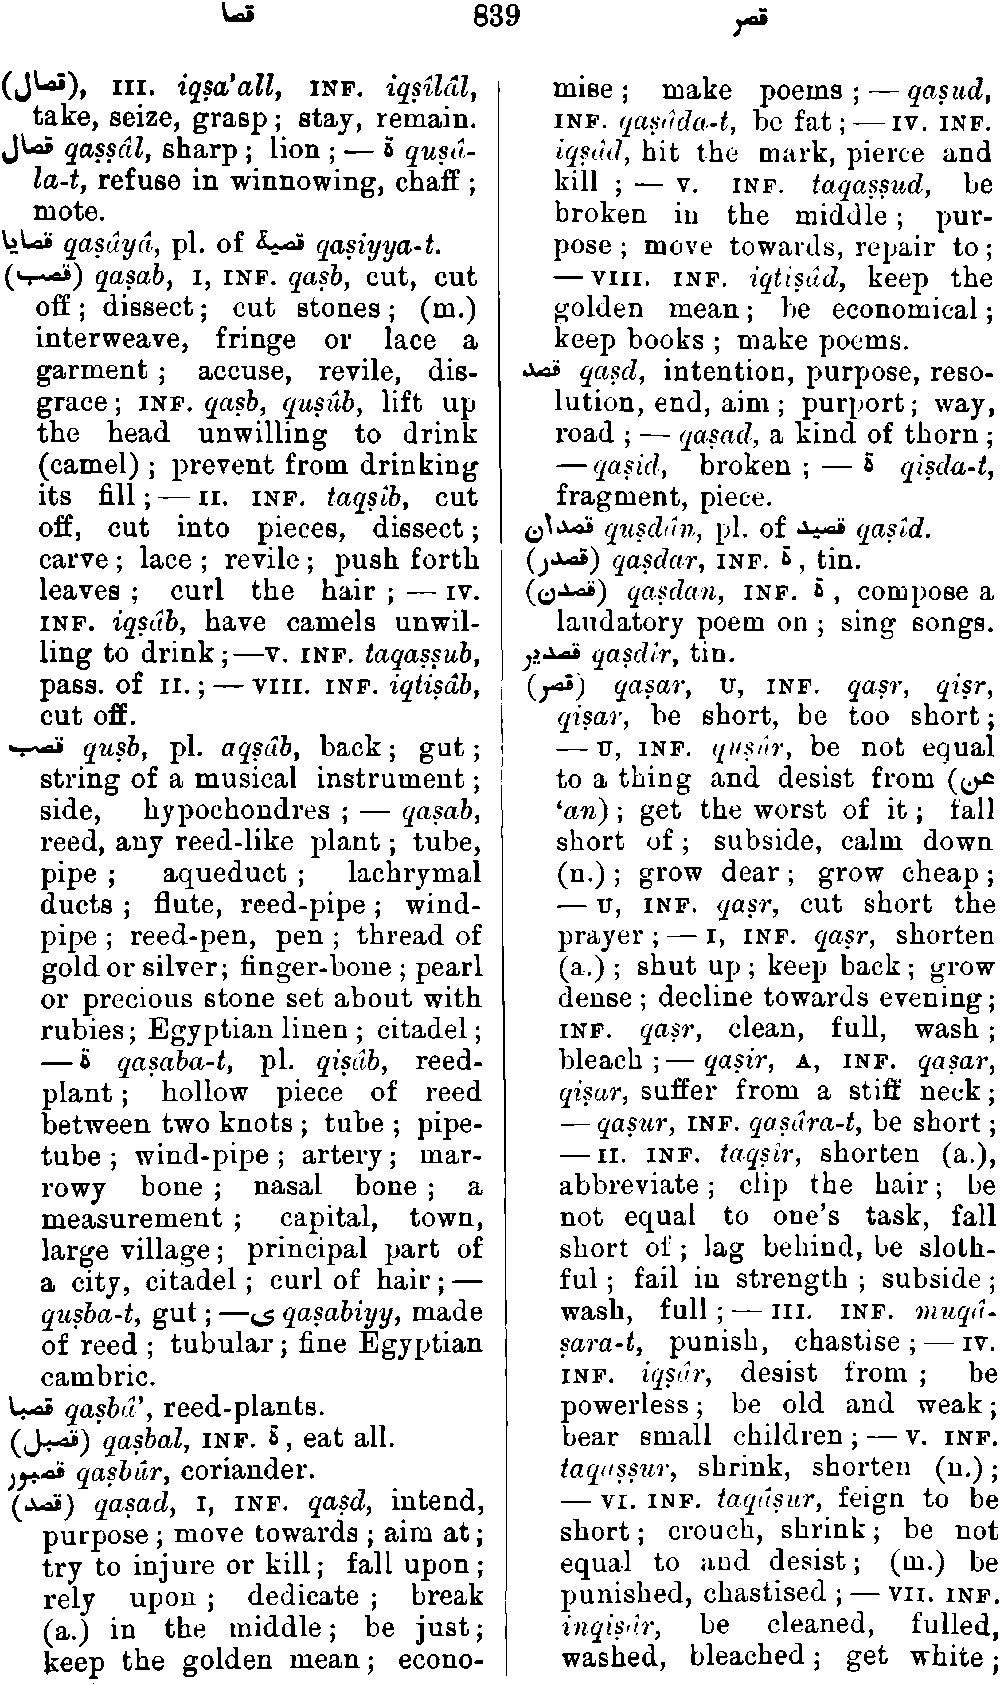 قصا 839 قصر
(قصال), III. iqṣa'all, INF. iqṣîlâl,
take, seize, grasp; stay, remain.
قصال qaṣṣâl, sharp; lion; — ة quṣâ-
la-t, refuse in winnowing, chaff;
mote.
قصايا qaṣâyâ, pl. of قصية qaṣiyya-t.
(قصب) qaṣab, I, INF. qaṣb, cut, cut
off; dissect; cut stones; (m.)
interweave, fringe or lace a
garment; accuse, revile, dis-
grace; INF. qaṣb, quṣûb, lift up
the head unwilling to drink
(camel); prevent from drinking
its fill; — II. INF. taqṣîb, cut
off, cut into pieces, dissect;
carve; lace; revile; push forth
leaves; curl the hair; — IV.
INF. iqṣâb, have camels unwil-
ling to drink; — V. INF. taqaṣṣub,
pass. of II.; — VIII. INF. iqtiṣâb,
cut off.
قصب quṣb, pl. aqṣâb, back; gut;
string of a musical instrument;
side, hypochondres; — qaṣab,
reed, any reed-like plant; tube,
pipe; aqueduct; lachrymal
ducts; flute, reed-pipe; wind-
pipe; reed-pen, pen; thread of
gold or silver; finger-bone; pearl
or precious stone set about with
rubies; Egyptian linen; citadel;
— ة qaṣaba-t, pl. qiṣâb, reed-
plant; hollow piece of reed
between two knots; tube; pipe-
tube; wind-pipe; artery; mar-
rowy bone; nasal bone; a
measurement; capital, town,
large village; principal part of
a city, citadel; curl of hair; —
quṣba-t, gut; — ى qaṣabiyy, made
of reed; tubular; fine Egyptian
cambric.
قصبا qaṣbâ', reed-plants.
(قصبل) qaṣbal, INF. ة, eat all.
قصبور qaṣbûr, coriander.
(قصد) qaṣad, I, INF. qaṣd, intend,
purpose; move towards; aim at;
try to injure or kill; fall upon;
rely upon; dedicate; break
(a.) in the middle; be just;
keep the golden mean; econo-
mise; make poems; — qaṣud,
INF. qaṣâda-t, be fat; — IV. INF.
iqṣâd, hit the mark, pierce and
kill; — V. INF. taqaṣṣud, be
broken in the middle; pur-
pose; move towards, repair to;
— VIII. INF. iqtiṣâd, keep the
golden mean; be economical;
keep books; make poems.
قصد qaṣd, intention, purpose, reso-
lution, end, aim; purport; way,
road; — qaṣad, a kind of thorn;
— qaṣid, broken; — ة qiṣda-t,
fragment, piece.
قصدان quṣdân, pl. of قصيد qaṣîd.
(قصدر) qaṣdar, INF. ة, tin.
(قصدن) qaṣdan, INF. ة, compose a
laudatory poem on; sing songs.
قصدير qaṣdîr, tin.
(قصر) qaṣar, U, INF. qaṣr, qiṣr,
qiṣar, be short, be too short;
— U, INF. quṣûr, be not equal
to a thing and desist from (عن
‘an); get the worst of it; fall
short of; subside, calm down
(n.); grow dear; grow cheap;
— U, INF. qaṣr, cut short the
prayer; — I, INF. qaṣr, shorten
(a.); shut up; keep back; grow
dense; decline towards evening;
INF. qaṣr, clean, full, wash;
bleach; — qaṣir, A, INF. qaṣar,
qiṣar, suffer from a stiff neck;
— qaṣur, INF. qaṣâra-t, be short;
— II. INF. taqṣîr, shorten (a.),
abbreviate; clip the hair; be
not equal to one's task, fall
short of; lag behind, be sloth-
ful; fail in strength; subside;
wash, full; — III. INF. muqâ-
ṣara-t, punish, chastise; — IV.
INF. iqṣâr, desist from; be
powerless; be old and weak;
bear small children; — V. INF.
taqaṣṣur, shrink, shorten (n.);
— VI. INF. taqâṣur, feign to be
short; crouch, shrink; be not
equal to and desist; (m.) be
punished, chastised; — VII. INF.
inqiṣâr, be cleaned, fulled,
washed, bleached; get white;